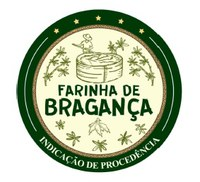 FARINHA DE
BRAGANÇA
INDICAÇÃO DE PROCEDÊNCIA